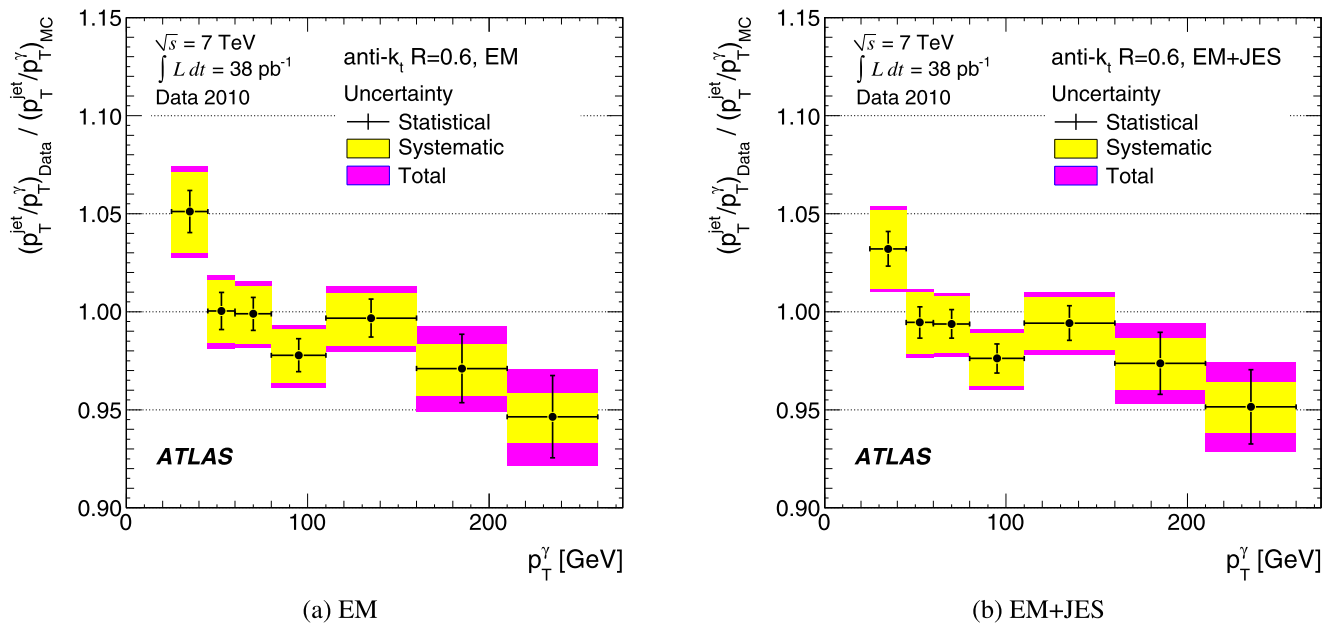 (p_T^jet/p_T^γ)_Data / (p_T^jet/p_T^γ)_MC
1.15
1.10
1.05
1.00
0.95
0.90
√s = 7 TeV
∫ L dt = 38 pb⁻¹
Data 2010
anti-k_t R=0.6, EM
Uncertainty
Statistical
Systematic
Total
ATLAS
0 100 200
p_T^γ [GeV]
(a) EM
(p_T^jet/p_T^γ)_Data / (p_T^jet/p_T^γ)_MC
1.15
1.10
1.05
1.00
0.95
0.90
√s = 7 TeV
∫ L dt = 38 pb⁻¹
Data 2010
anti-k_t R=0.6, EM+JES
Uncertainty
Statistical
Systematic
Total
ATLAS
0 100 200
p_T^γ [GeV]
(b) EM+JES